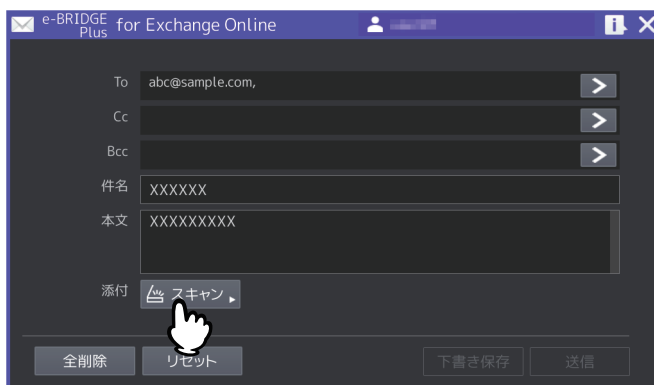 e-BRIDGE Plus for Exchange Online
To abc@sample.com,
Cc
Bcc
件名 XXXXXX
本文 XXXXXXXXX
添付 スキャン
全削除 リセット 下書き保存 送信